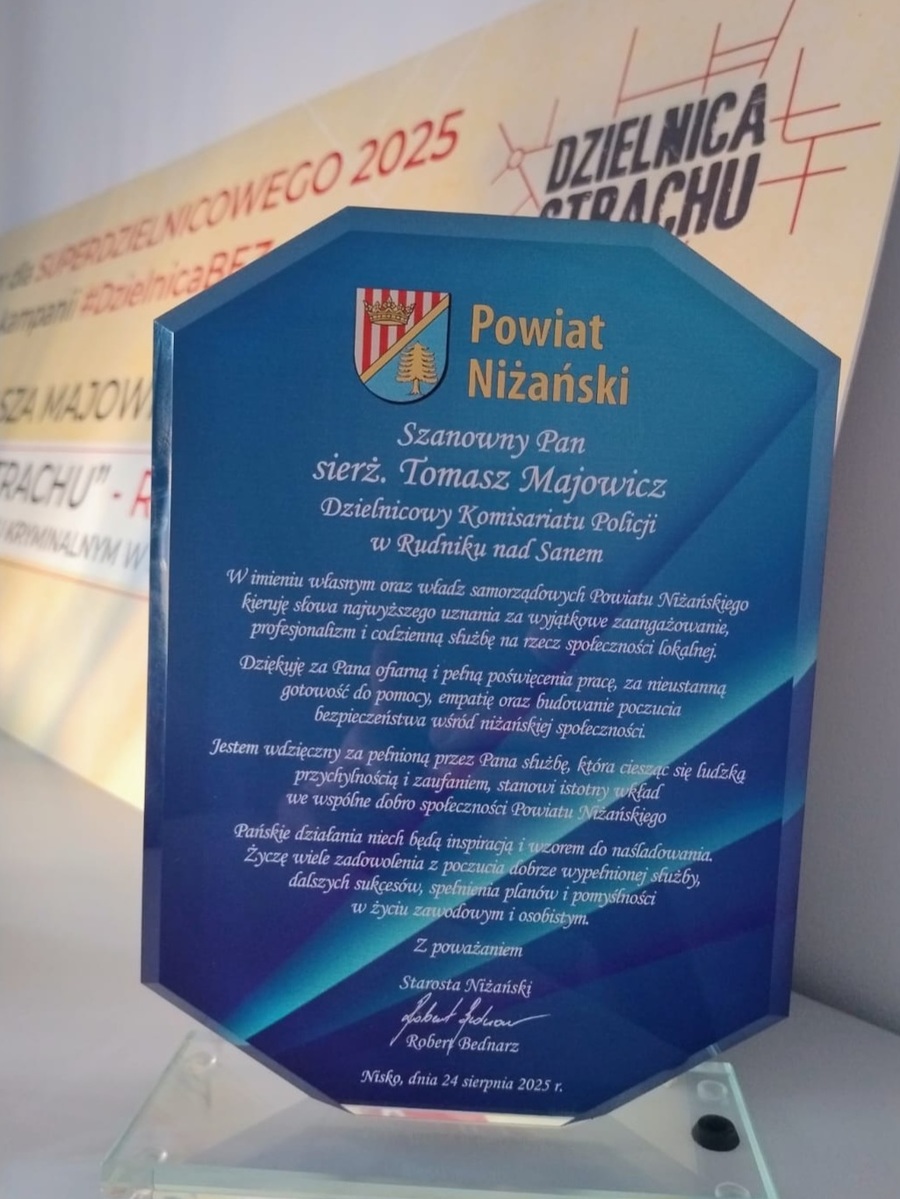 DZIELNICA
STRACHU
dla SUPERDZIELNICOWEGO 2025
kampanii #DzielnicaBEZ
SZA MAJOW
TRACHU" - R
KRYMINALNYM W
Powiat
Niżański
Szanowny Pan
sierż. Tomasz Majowicz
Dzielnicowy Komisariatu Policji
w Rudniku nad Sanem
W imieniu własnym oraz władz samorządowych Powiatu Niżańskiego
kieruję słowa najwyższego uznania za wyjątkowe zaangażowanie,
profesjonalizm i codzienną służbę na rzecz społeczności lokalnej.
Dziękuję za Pana ofiarną i pełną poświęcenia pracę, za nieustanną
gotowość do pomocy, empatię oraz budowanie poczucia
bezpieczeństwa wśród niżańskiej społeczności.
Jestem wdzięczny za pełnioną przez Pana służbę, która ciesząc się ludzką
przychylnością i zaufaniem, stanowi istotny wkład
we wspólne dobro społeczności Powiatu Niżańskiego
Pańskie działania niech będą inspiracją i wzorem do naśladowania.
Życzę wiele zadowolenia z poczucia dobrze wypełnionej służby,
dalszych sukcesów, spełnienia planów i pomyślności
w życiu zawodowym i osobistym.
Z poważaniem
Starosta Niżański
Robert Bednarz
Nisko, dnia 24 sierpnia 2025 r.